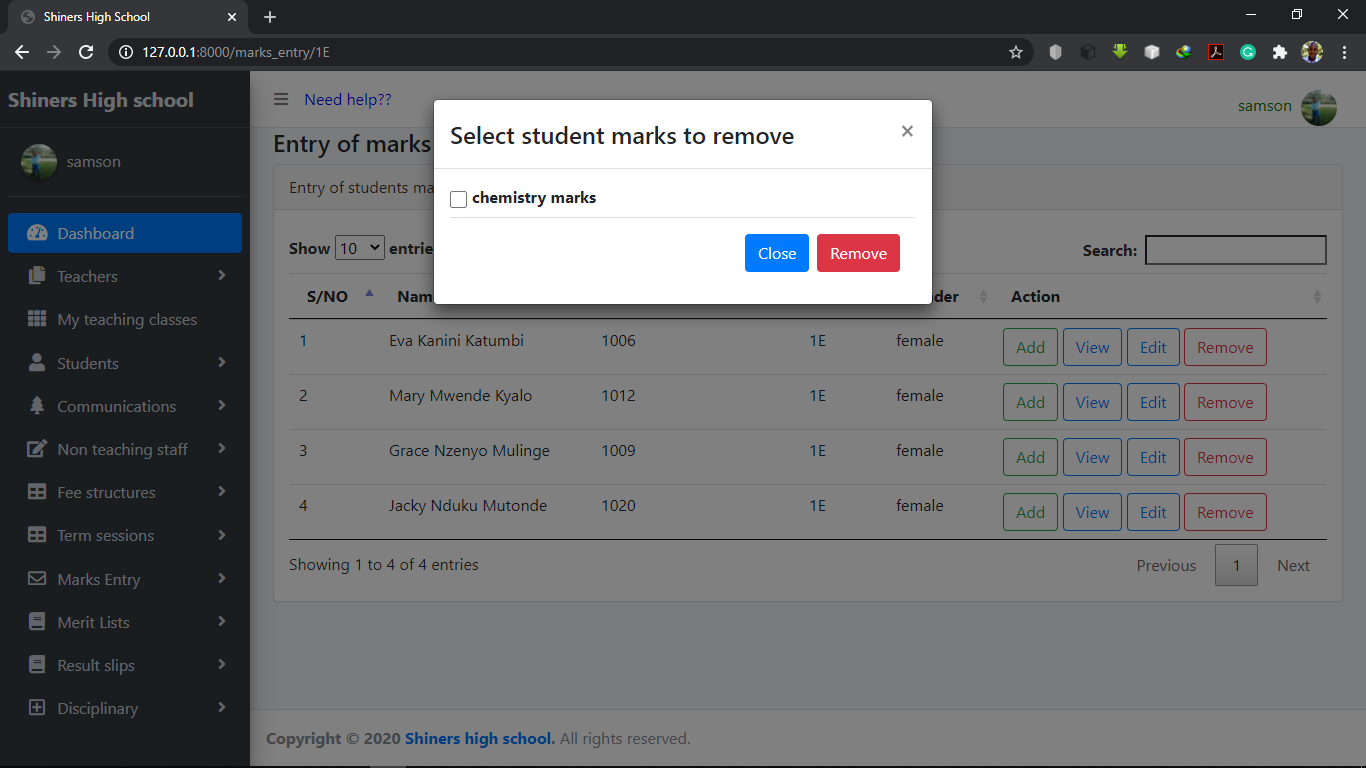 Shiners High School
127.0.0.1:8000/marks_entry/1E
Shiners High school
Need help??
samson
samson
Dashboard
Teachers
My teaching classes
Students
Communications
Non teaching staff
Fee structures
Term sessions
Marks Entry
Merit Lists
Result slips
Disciplinary
Entry of marks
Entry of students ma
Select student marks to remove
×
chemistry marks
Close Remove
Show 10 entrie
Search:
S/NO Nam der Action
1 Eva Kanini Katumbi 1006 1E female Add View Edit Remove
2 Mary Mwende Kyalo 1012 1E female Add View Edit Remove
3 Grace Nzenyo Mulinge 1009 1E female Add View Edit Remove
4 Jacky Nduku Mutonde 1020 1E female Add View Edit Remove
Showing 1 to 4 of 4 entries
Previous 1 Next
Copyright © 2020 Shiners high school. All rights reserved.